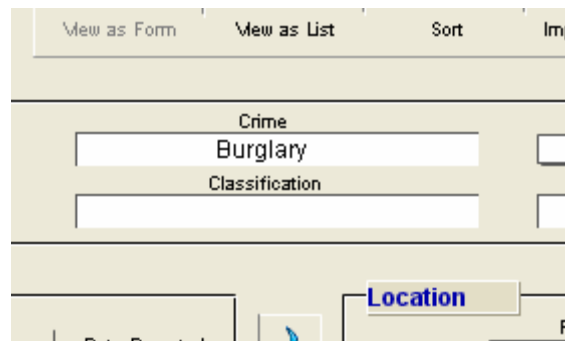 View as Form View as List Sort
Crime
Burglary
Classification
Location